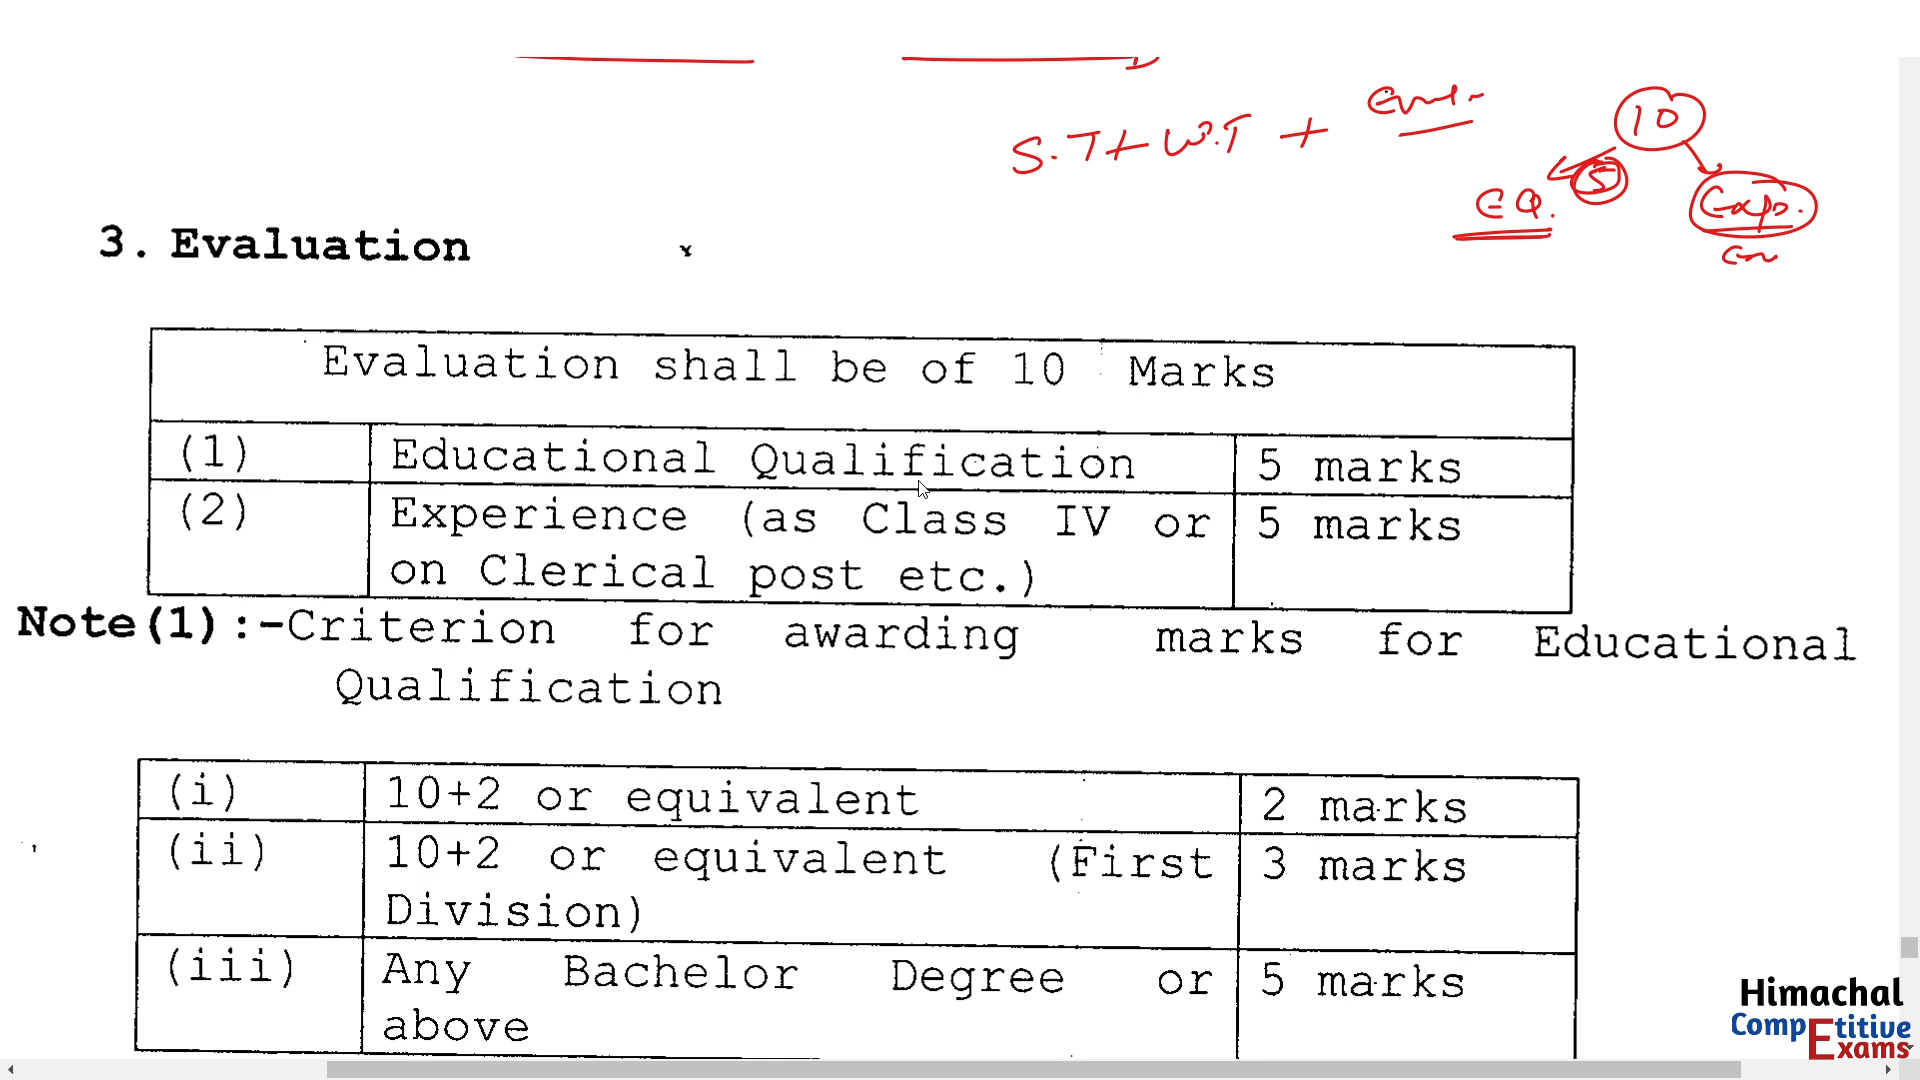 S.T + W.T + Eval.
10
5
EQ.
Exp.
3. Evaluation
Evaluation shall be of 10 Marks
(1) Educational Qualification 5 marks
(2) Experience (as Class IV or 5 marks
on Clerical post etc.)
Note(1):-Criterion for awarding marks for Educational
Qualification
(i) 10+2 or equivalent 2 marks
(ii) 10+2 or equivalent (First 3 marks
Division)
(iii) Any Bachelor Degree or 5 marks
above
Himachal
CompEtitive
Exams